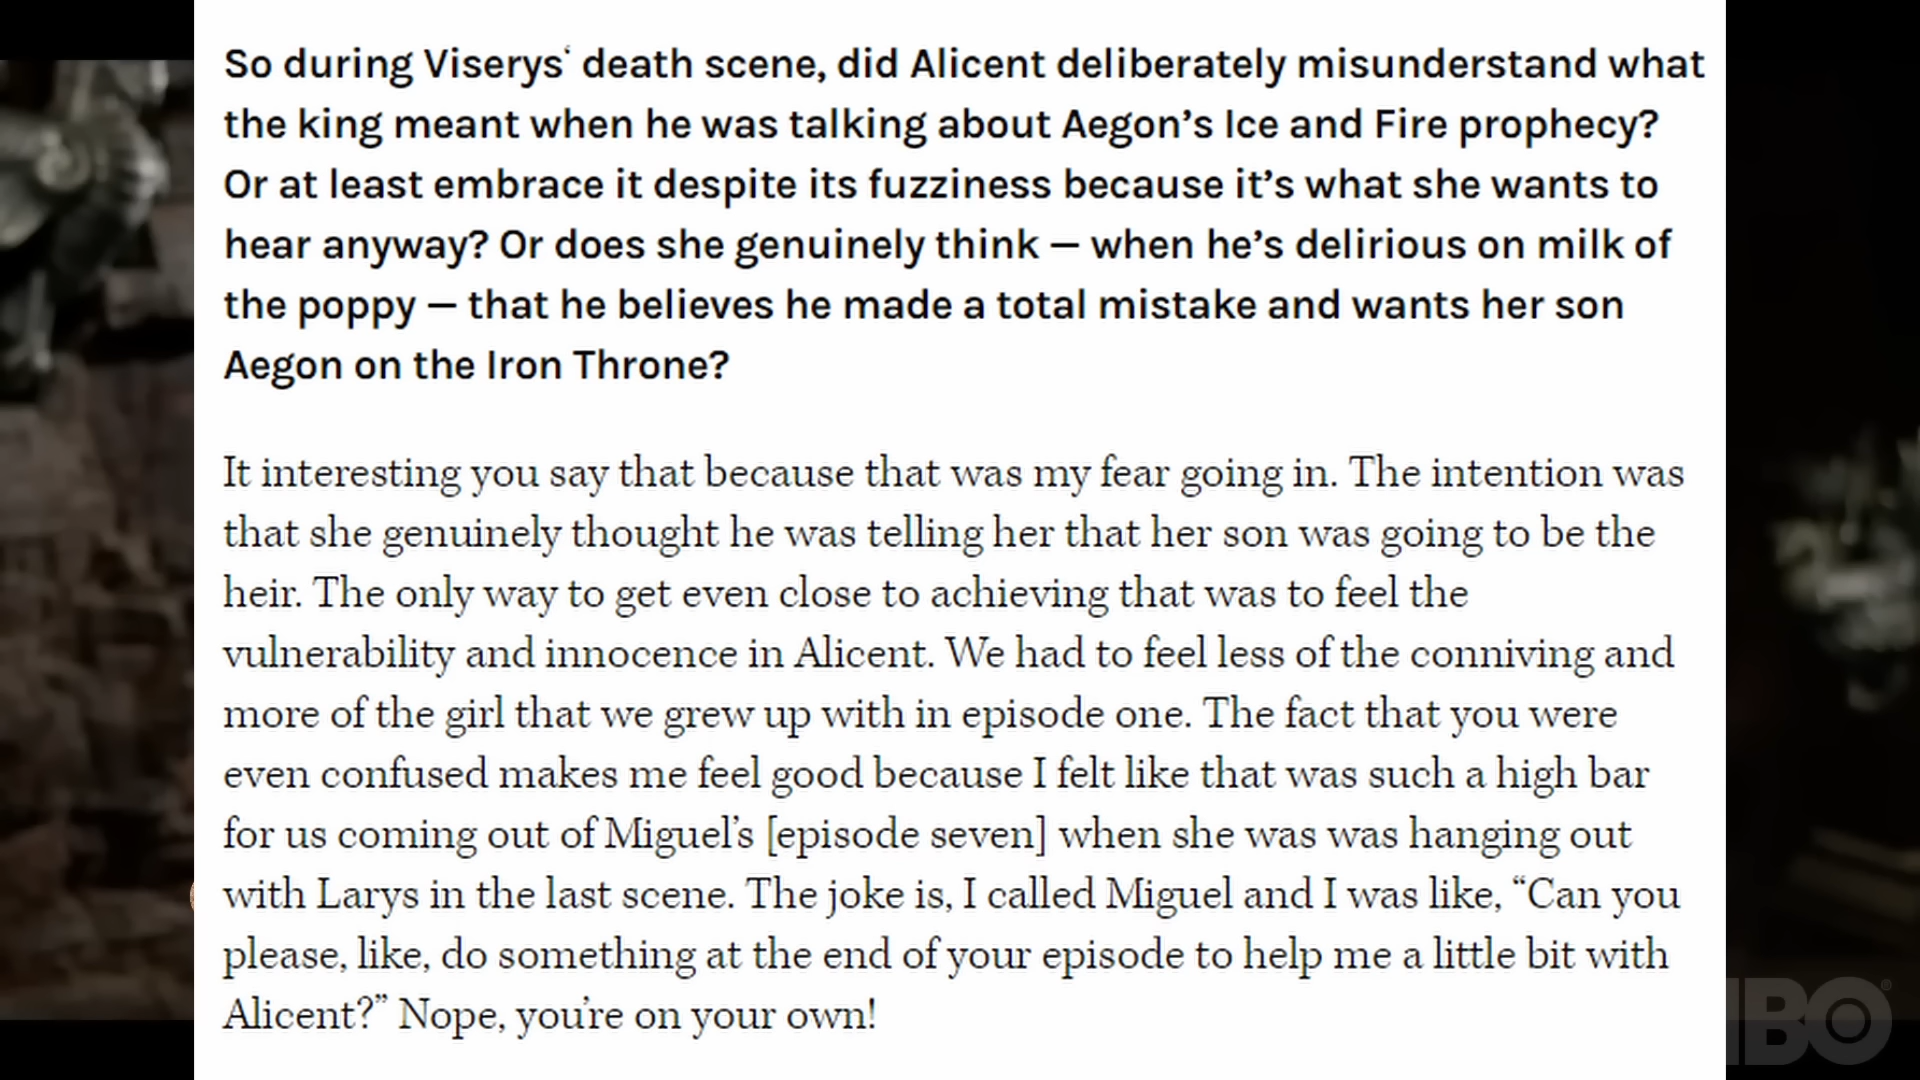 So during Viserys‘ death scene, did Alicent deliberately misunderstand what
the king meant when he was talking about Aegon’s Ice and Fire prophecy?
Or at least embrace it despite its fuzziness because it’s what she wants to
hear anyway? Or does she genuinely think — when he’s delirious on milk of
the poppy — that he believes he made a total mistake and wants her son
Aegon on the Iron Throne?
It interesting you say that because that was my fear going in. The intention was
that she genuinely thought he was telling her that her son was going to be the
heir. The only way to get even close to achieving that was to feel the
vulnerability and innocence in Alicent. We had to feel less of the conniving and
more of the girl that we grew up with in episode one. The fact that you were
even confused makes me feel good because I felt like that was such a high bar
for us coming out of Miguel’s [episode seven] when she was was hanging out
with Larys in the last scene. The joke is, I called Miguel and I was like, “Can you
please, like, do something at the end of your episode to help me a little bit with
Alicent?” Nope, you’re on your own!
HBO®